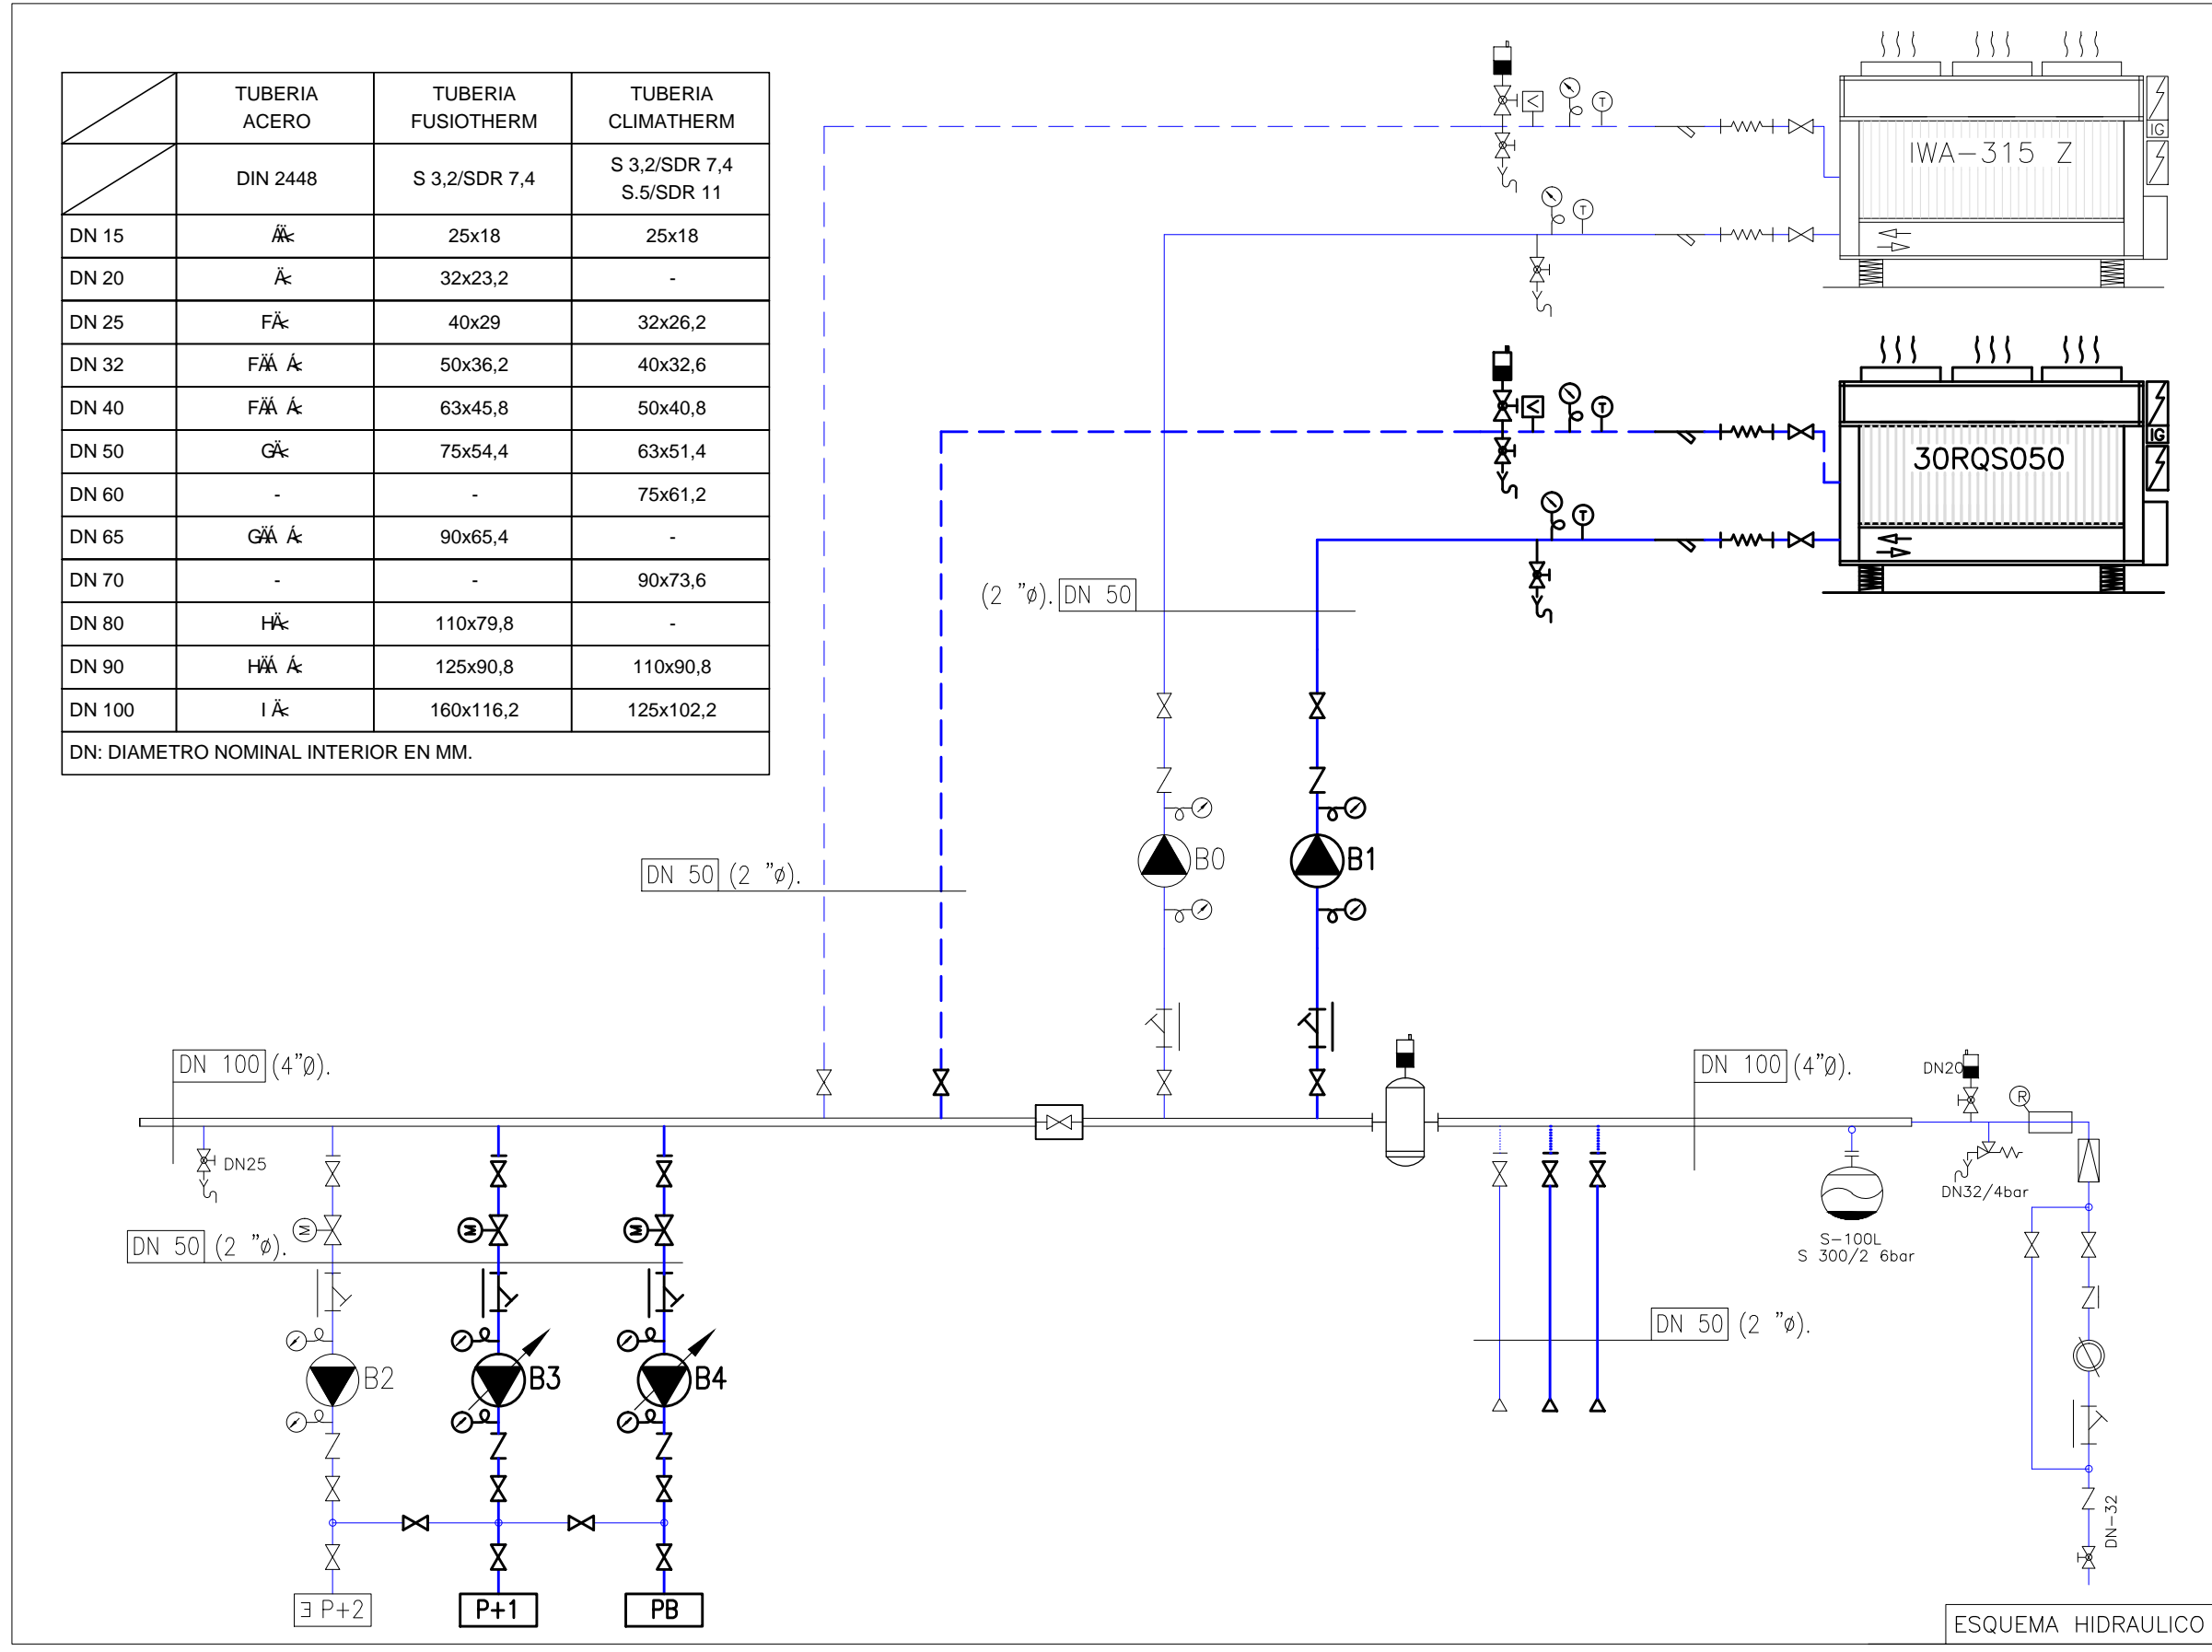 TUBERIA ACERO
TUBERIA FUSIOTHERM
TUBERIA CLIMATHERM
DIN 2448
S 3,2/SDR 7,4
S 3,2/SDR 7,4
S.5/SDR 11
DN 15 25x18 25x18
DN 20 32x23,2 -
DN 25 40x29 32x26,2
DN 32 50x36,2 40x32,6
DN 40 63x45,8 50x40,8
DN 50 75x54,4 63x51,4
DN 60 - - 75x61,2
DN 65 90x65,4 -
DN 70 - - 90x73,6
DN 80 110x79,8 -
DN 90 125x90,8 110x90,8
DN 100 160x116,2 125x102,2
DN: DIAMETRO NOMINAL INTERIOR EN MM.
T
IG
IWA-315 Z
T
T
IG
30RQS050
T
(2 "ø). DN 50
DN 50 (2 "ø).
B0
B1
DN 100 (4"Ø).
DN 100 (4"Ø).
DN20
R
DN25
DN32/4bar
M
M
M
DN 50 (2 "ø).
S-100L
S 300/2 6bar
DN 50 (2 "ø).
B2
B3
B4
DN-32
∃ P+2
P+1
PB
ESQUEMA HIDRAULICO